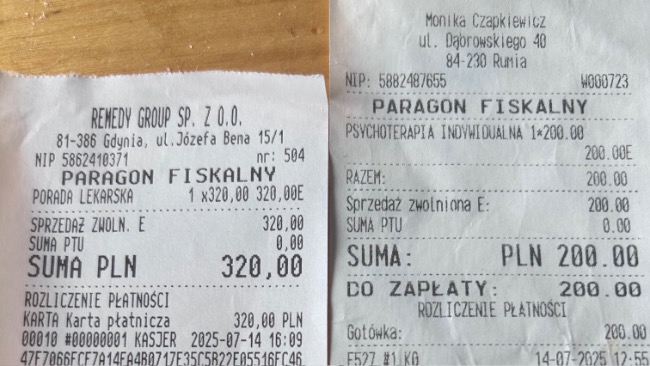 REMEDY GROUP SP. Z O.O.
81-386 Gdynia, ul.Józefa Bena 15/1
NIP 5862410371 nr: 504
PARAGON FISKALNY
PORADA LEKARSKA 1 x320,00 320,00E
SPRZEDAŻ ZWOLN. E 320,00
SUMA PTU 0,00
SUMA PLN 320,00
ROZLICZENIE PŁATNOŚCI
KARTA Karta płatnicza 320,00 PLN
00010 #00000001 KASJER 2025-07-14 16:09
Monika Czapkiewicz
ul. Dąbrowskiego 40
84-230 Rumia
NIP: 5882407655 W000723
PARAGON FISKALNY
PSYCHOTERAPIA INDYWIDUALNA 1*200.00
200.00E
RAZEM: 200.00
Sprzedaż zwolniona E: 200.00
SUMA PTU 0.00
SUMA: PLN 200.00
DO ZAPŁATY: 200.00
ROZLICZENIE PŁATNOŚCI
Gotówka: 200.00
F527 #1 KO 14-07-2025 12:55